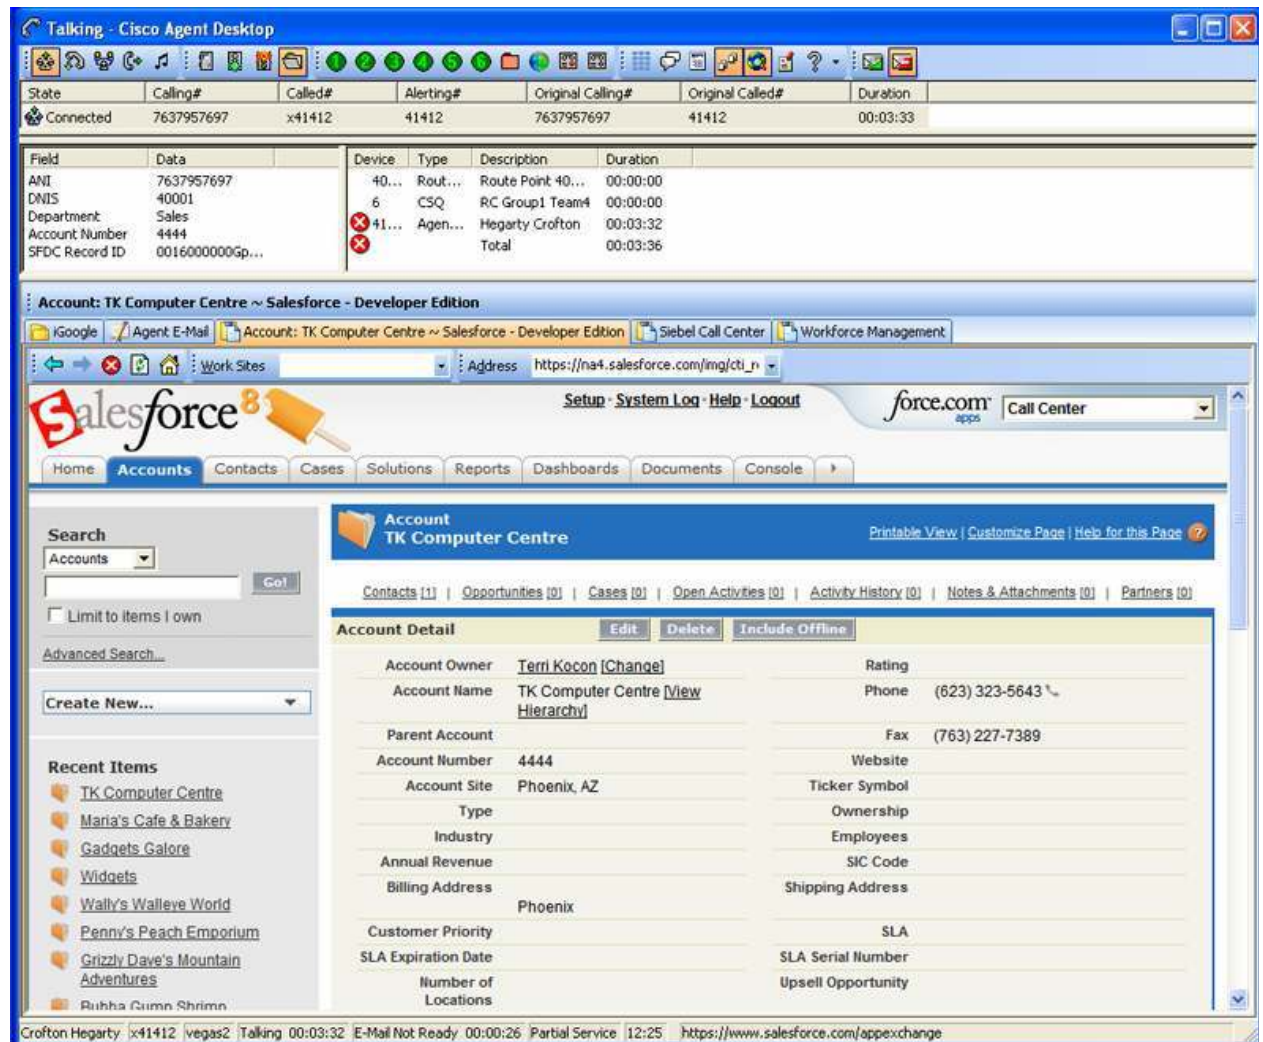 Talking - Cisco Agent Desktop
State Calling# Called# Alerting# Original Calling# Original Called# Duration
Connected 7637957697 x41412 41412 7637957697 41412 00:03:33
Field Data
ANI 7637957697
DNIS 40001
Department Sales
Account Number 4444
SFDC Record ID 0016000000Gp...
Device Type Description Duration
40... Rout... Route Point 40... 00:00:00
6 CSQ RC Group1 Team4 00:00:00
41... Agen... Hegarty Crofton 00:03:32
Total 00:03:36
Account: TK Computer Centre ~ Salesforce - Developer Edition
iGoogle Agent E-Mail Account: TK Computer Centre ~ Salesforce - Developer Edition Siebel Call Center Workforce Management
Work Sites Address https://na4.salesforce.com/img/cti_r
Salesforce 8
Setup · System Log · Help · Logout
force.com apps Call Center
Home Accounts Contacts Cases Solutions Reports Dashboards Documents Console
Search
Accounts
Go!
Limit to items I own
Advanced Search...
Create New...
Recent Items
TK Computer Centre
Maria's Cafe & Bakery
Gadgets Galore
Widgets
Wally's Walleye World
Penny's Peach Emporium
Grizzly Dave's Mountain
Adventures
Bubba Gump Shrimp
Account
TK Computer Centre
Printable View | Customize Page | Help for this Page
Contacts [1] | Opportunities [0] | Cases [0] | Open Activities [0] | Activity History [0] | Notes & Attachments [0] | Partners [0]
Account Detail Edit Delete Include Offline
Account Owner Terri Kocon [Change] Rating
Account Name TK Computer Centre [View Phone (623) 323-5643
Hierarchy]
Parent Account Fax (763) 227-7389
Account Number 4444 Website
Account Site Phoenix, AZ Ticker Symbol
Type Ownership
Industry Employees
Annual Revenue SIC Code
Billing Address Shipping Address
Phoenix
Customer Priority SLA
SLA Expiration Date SLA Serial Number
Number of Upsell Opportunity
Locations
Crofton Hegarty x41412 vegas2 Talking 00:03:32 E-Mail Not Ready 00:00:26 Partial Service 12:25 https://www.salesforce.com/appexchange